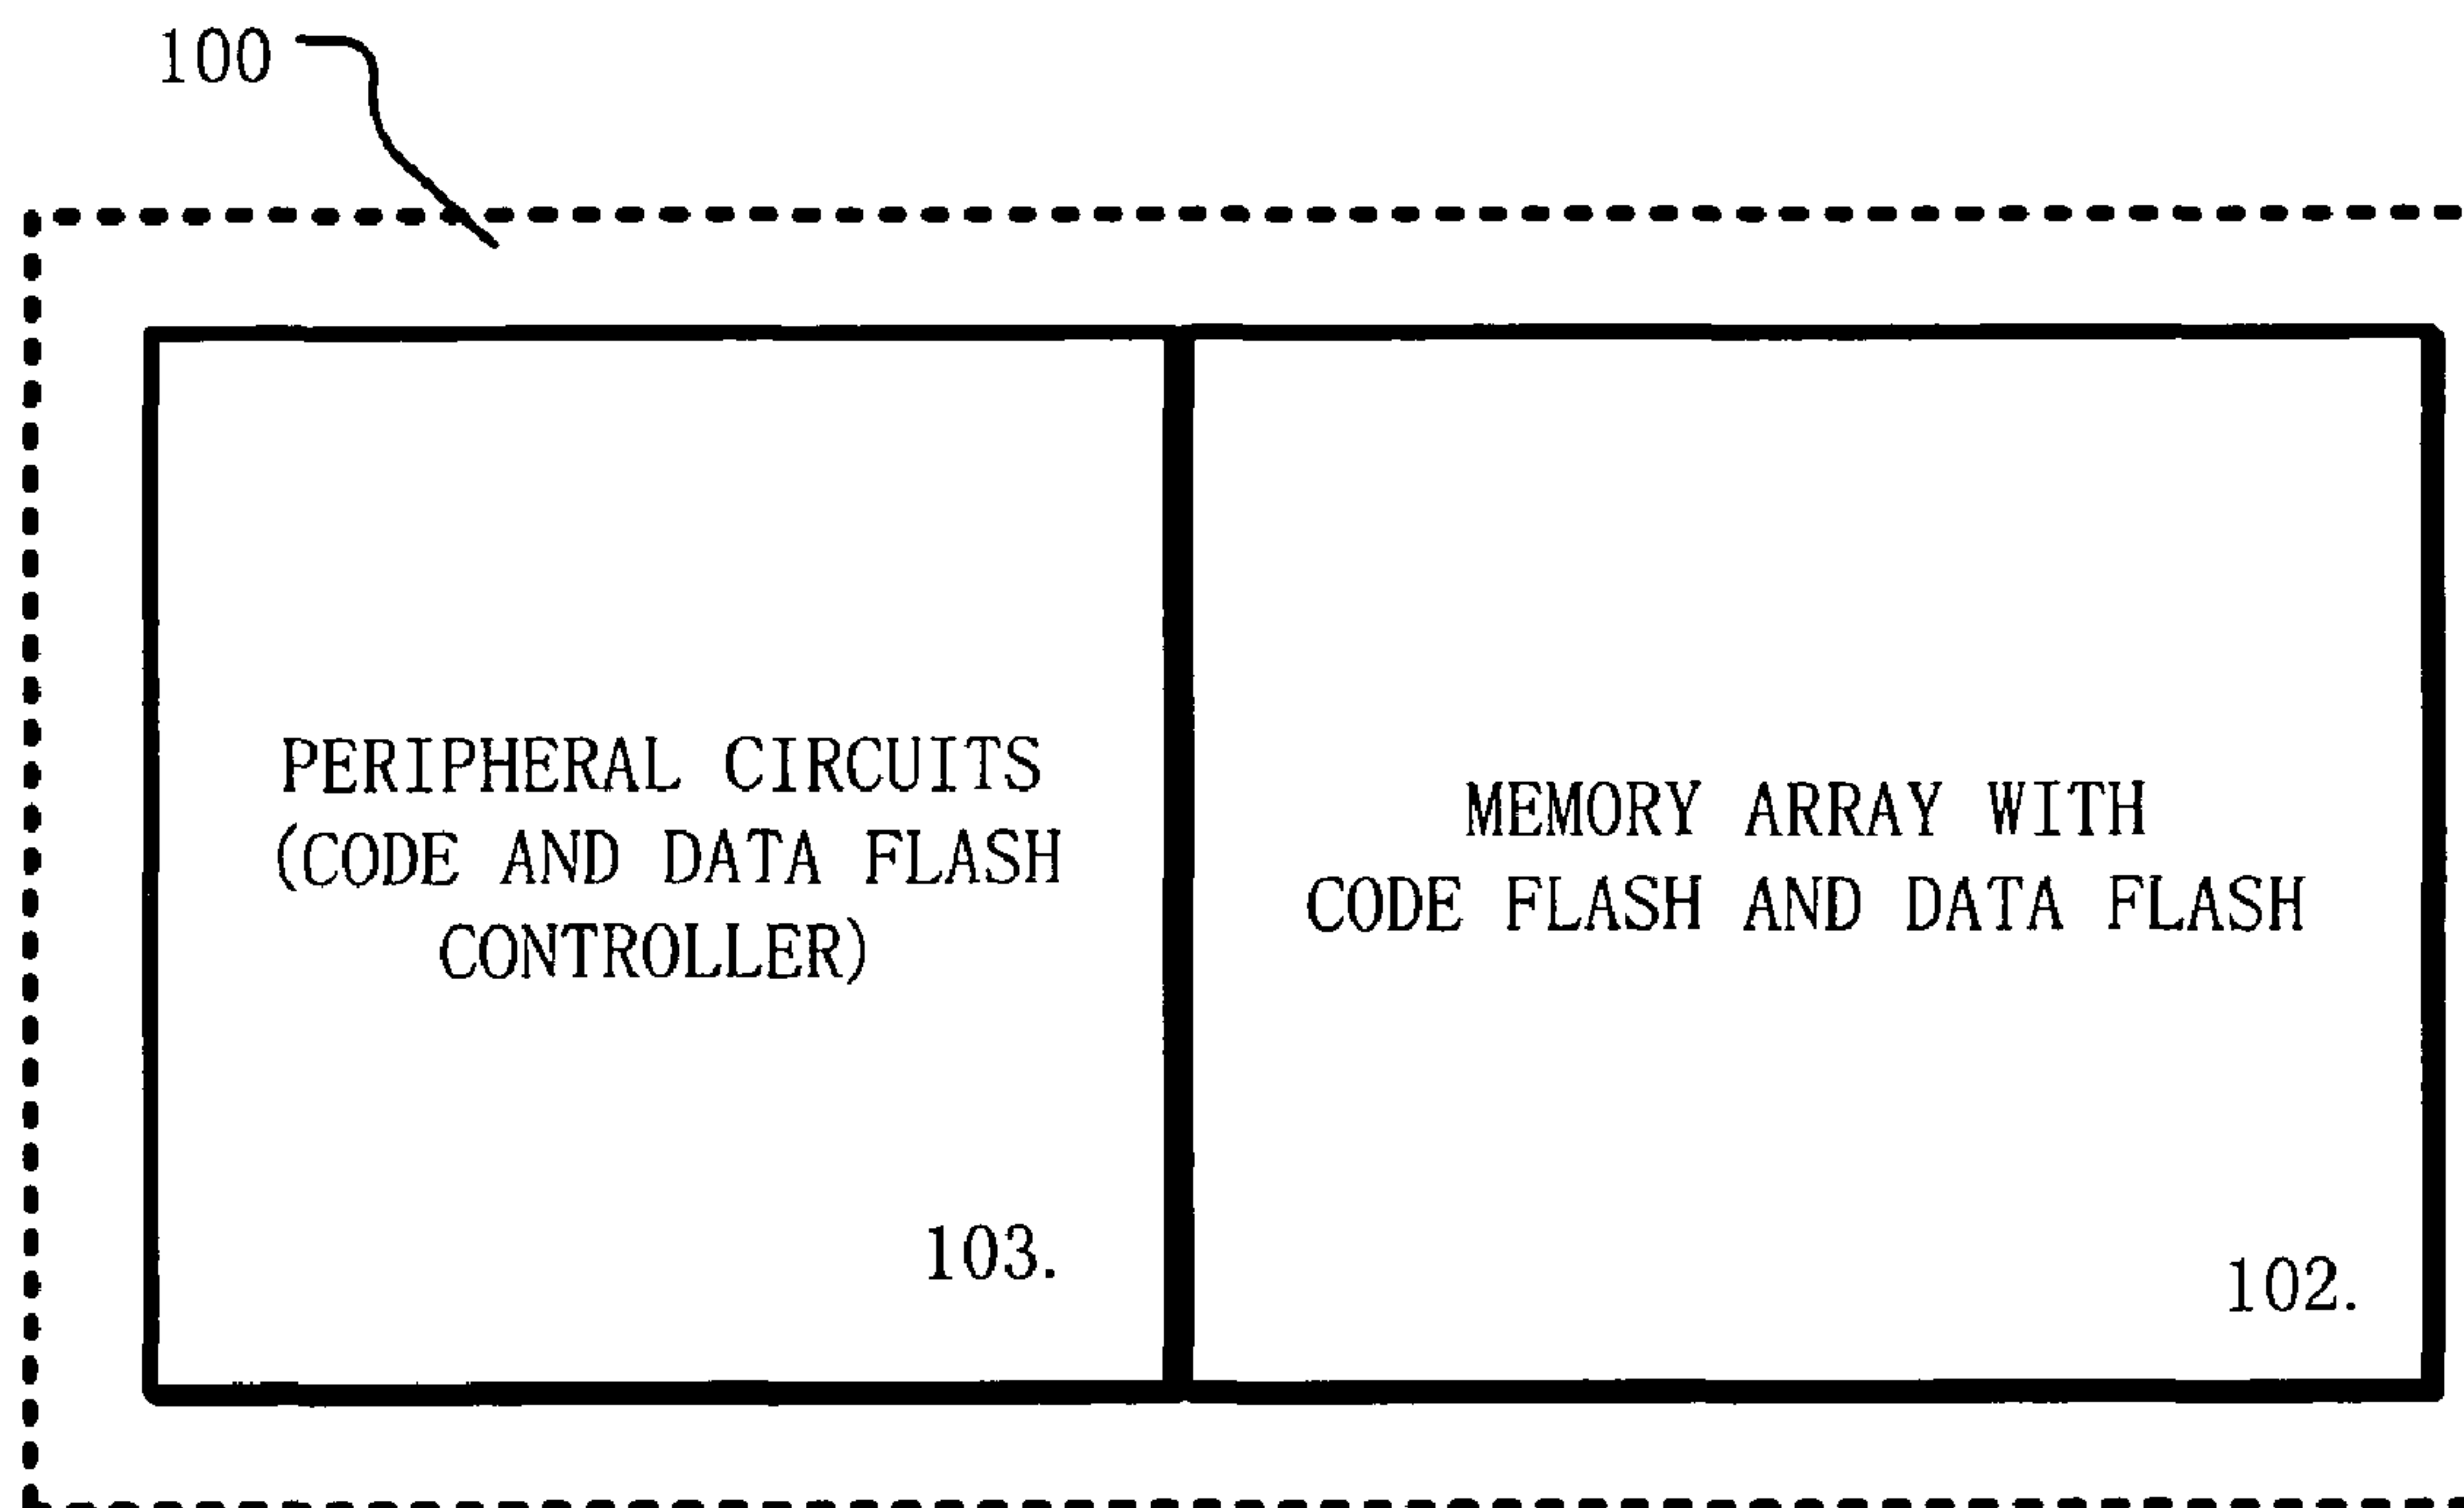 100
PERIPHERAL CIRCUITS
(CODE AND DATA FLASH
CONTROLLER)
103.
MEMORY ARRAY WITH
CODE FLASH AND DATA FLASH
102.